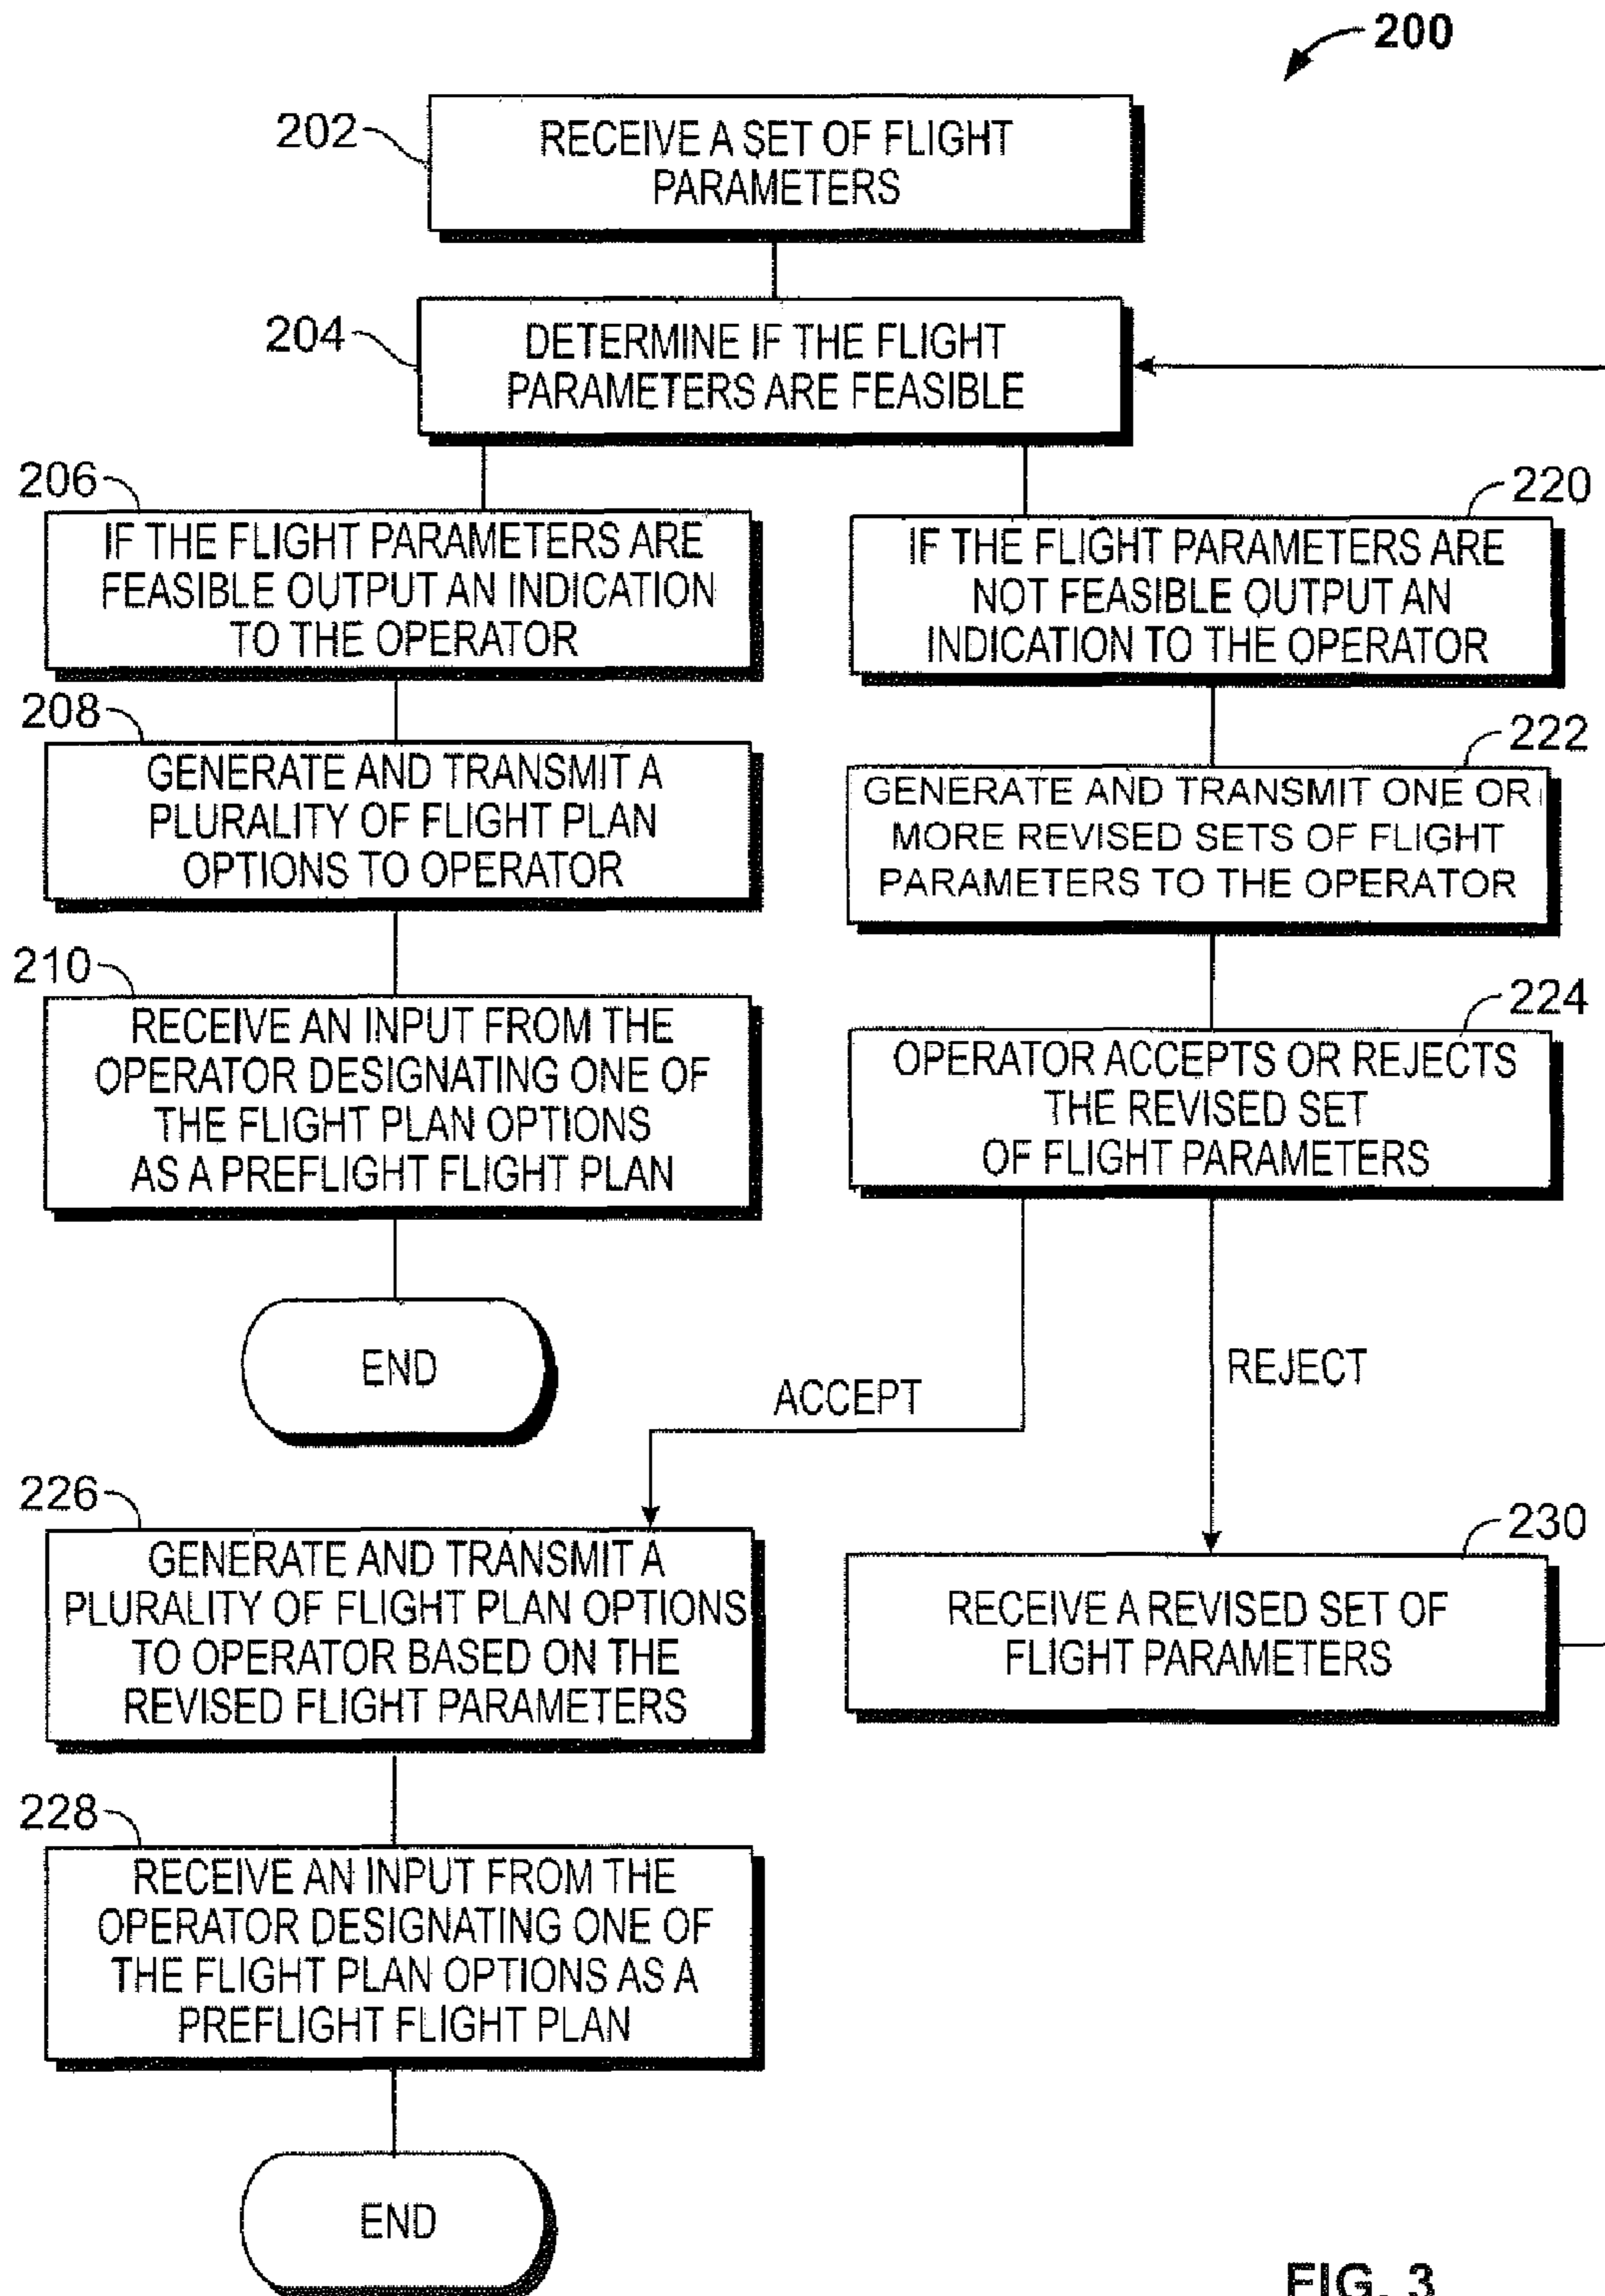 200
202
RECEIVE A SET OF FLIGHT
PARAMETERS
204
DETERMINE IF THE FLIGHT
PARAMETERS ARE FEASIBLE
206
IF THE FLIGHT PARAMETERS ARE
FEASIBLE OUTPUT AN INDICATION
TO THE OPERATOR
220
IF THE FLIGHT PARAMETERS ARE
NOT FEASIBLE OUTPUT AN
INDICATION TO THE OPERATOR
208
GENERATE AND TRANSMIT A
PLURALITY OF FLIGHT PLAN
OPTIONS TO OPERATOR
222
GENERATE AND TRANSMIT ONE OR
MORE REVISED SETS OF FLIGHT
PARAMETERS TO THE OPERATOR
210
RECEIVE AN INPUT FROM THE
OPERATOR DESIGNATING ONE OF
THE FLIGHT PLAN OPTIONS
AS A PREFLIGHT FLIGHT PLAN
224
OPERATOR ACCEPTS OR REJECTS
THE REVISED SET
OF FLIGHT PARAMETERS
END
ACCEPT
REJECT
226
GENERATE AND TRANSMIT A
PLURALITY OF FLIGHT PLAN OPTIONS
TO OPERATOR BASED ON THE
REVISED FLIGHT PARAMETERS
230
RECEIVE A REVISED SET OF
FLIGHT PARAMETERS
228
RECEIVE AN INPUT FROM THE
OPERATOR DESIGNATING ONE OF
THE FLIGHT PLAN OPTIONS AS A
PREFLIGHT FLIGHT PLAN
END
FIG. 3